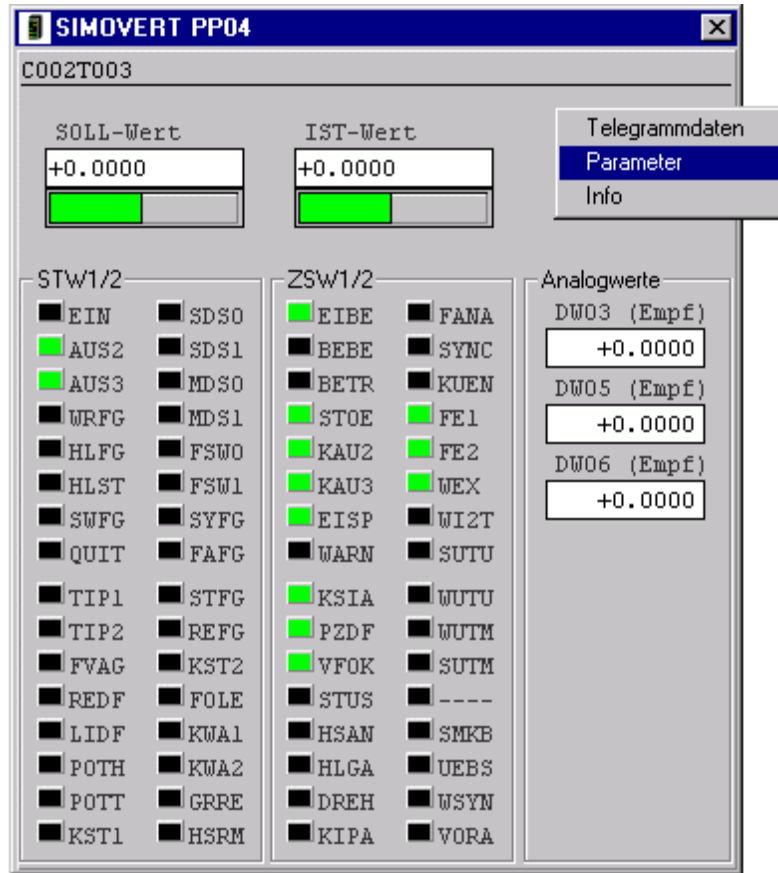 SIMOVERT PP04
C002T003
SOLL-Wert IST-Wert
+0.0000 +0.0000
Telegrammdaten
Parameter
Info
STW1/2 ZSW1/2 Analogwerte
EIN SDS0 EIBE FANA DW03 (Empf)
AUS2 SDS1 BEBE SYNC +0.0000
AUS3 MDS0 BETR KUEN DW05 (Empf)
WRFG MDS1 STOE FE1 +0.0000
HLFG FSW0 KAU2 FE2 DW06 (Empf)
HLST FSW1 KAU3 WEX +0.0000
SWFG SYFG EISP WI2T
QUIT FAFG WARN SUTU
TIP1 STFG KSIA WUTU
TIP2 REFG PZDF WUTM
FVAG KST2 VFOK SUTM
REDF FOLE STUS ----
LIDF KWA1 HSAN SMKB
POTH KWA2 HLGA UEBS
POTT GRRE DREH WSYN
KST1 HSRM KIPA VORA